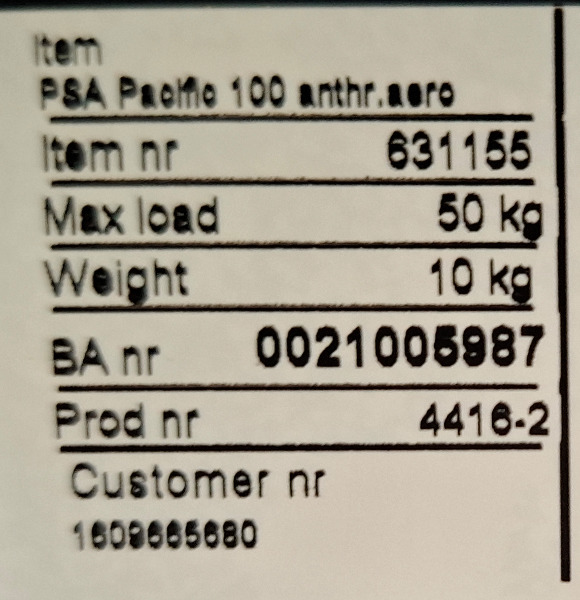 Item
PSA Pacific 100 anthr.aero
Item nr 631155
Max load 50 kg
Weight 10 kg
BA nr 0021005987
Prod nr 4416-2
Customer nr
1609665680